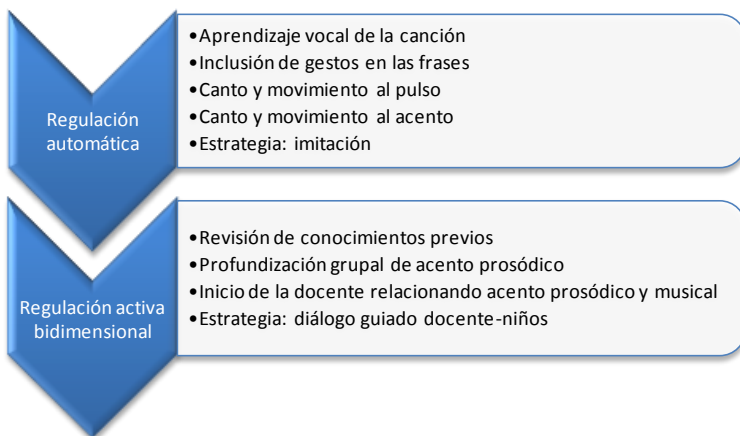 Regulación
automática
•Aprendizaje vocal de la canción
•Inclusión de gestos en las frases
•Canto y movimiento al pulso
•Canto y movimiento al acento
•Estrategia: imitación
Regulación activa
bidimensional
•Revisión de conocimientos previos
•Profundización grupal de acento prosódico
•Inicio de la docente relacionando acento prosódico y musical
•Estrategia: diálogo guiado docente-niños